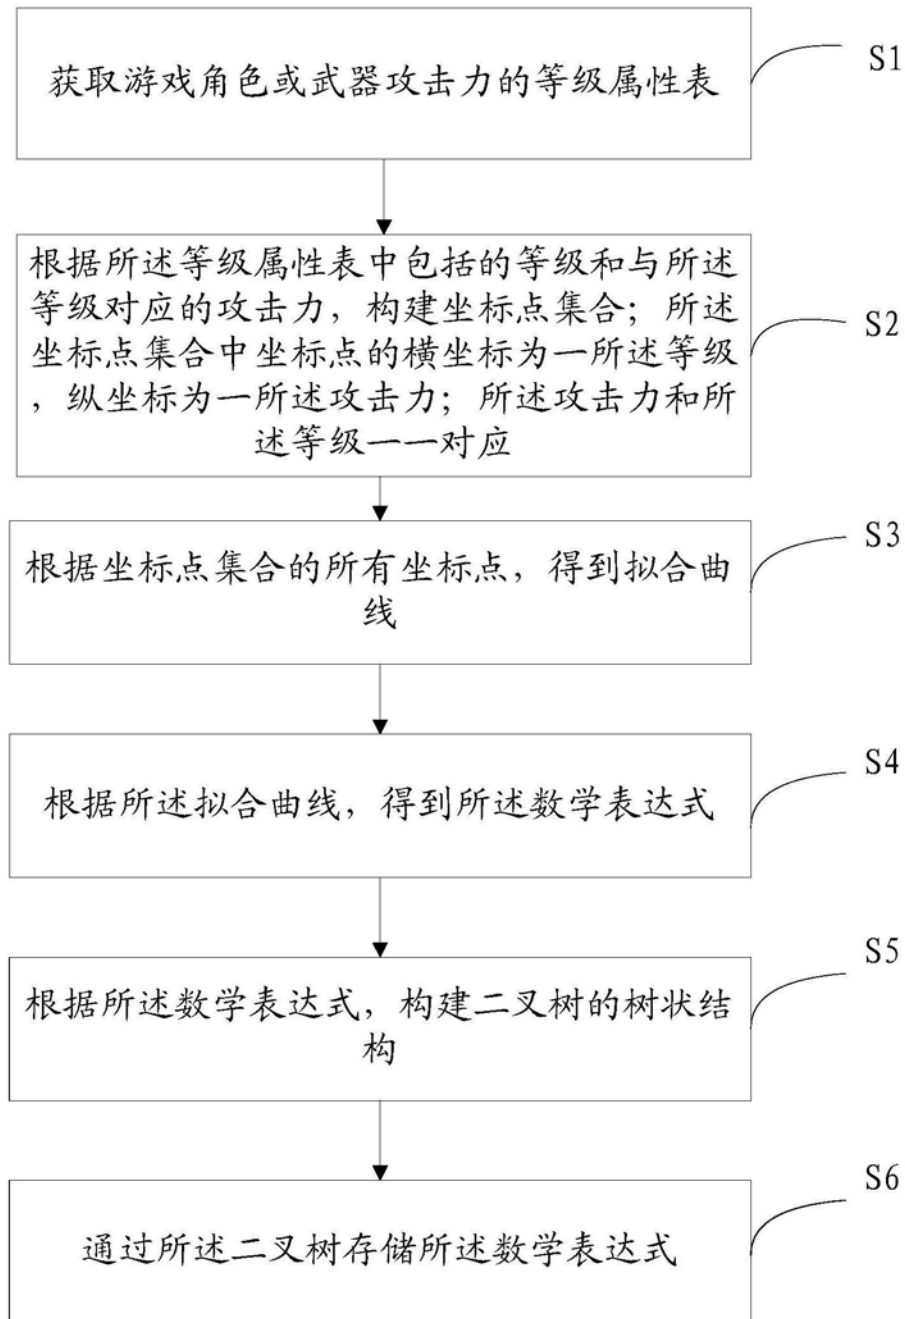 获取游戏角色或武器攻击力的等级属性表
S1
根据所述等级属性表中包括的等级和与所述
等级对应的攻击力，构建坐标点集合；所述
坐标点集合中坐标点的横坐标为一所述等级
，纵坐标为一所述攻击力；所述攻击力和所
述等级一一对应
S2
根据坐标点集合的所有坐标点，得到拟合曲
线
S3
根据所述拟合曲线，得到所述数学表达式
S4
根据所述数学表达式，构建二叉树的树状结
构
S5
通过所述二叉树存储所述数学表达式
S6